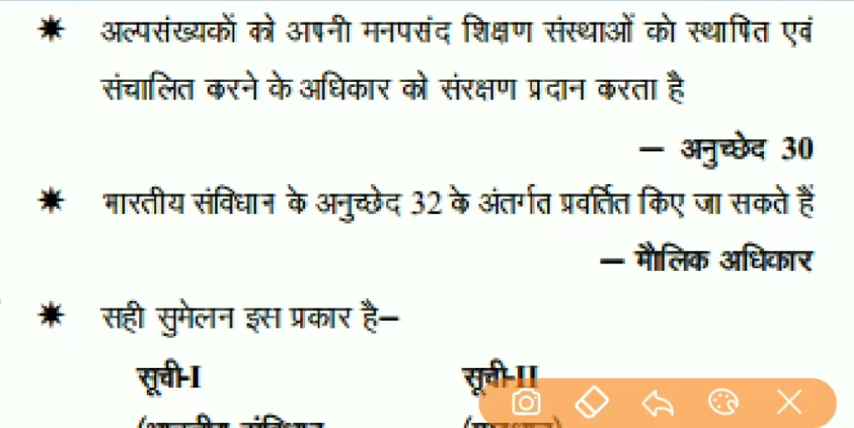 ✷ अल्पसंख्यकों को अपनी मनपसंद शिक्षण संस्थाओं को स्थापित एवं
संचालित करने के अधिकार को संरक्षण प्रदान करता है
— अनुच्छेद 30
✷ भारतीय संविधान के अनुच्छेद 32 के अंतर्गत प्रवर्तित किए जा सकते हैं
— मौलिक अधिकार
✷ सही सुमेलन इस प्रकार है–
सूची-I सूची-II